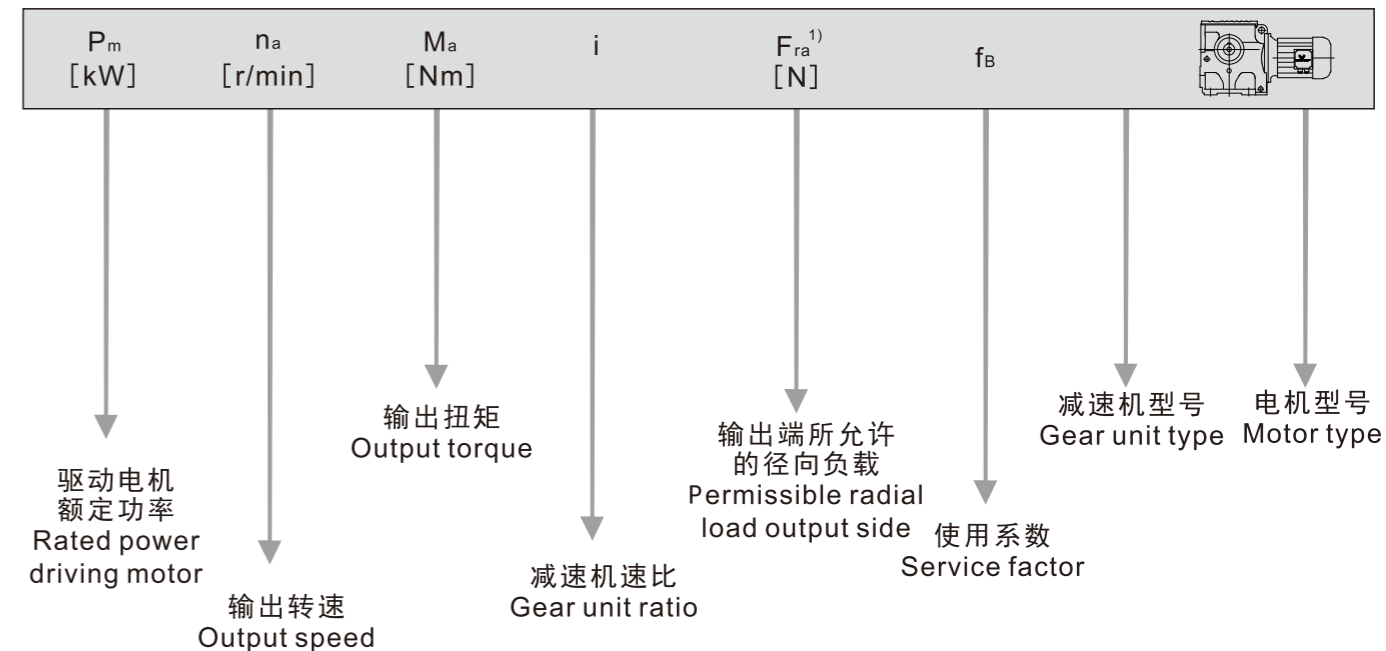 Pm
[kW]
na
[r/min]
Ma
[Nm]
i
Fra1)
[N]
fB
驱动电机
额定功率
Rated power
driving motor
输出转速
Output speed
输出扭矩
Output torque
减速机速比
Gear unit ratio
输出端所允许
的径向负载
Permissible radial
load output side
使用系数
Service factor
减速机型号
Gear unit type
电机型号
Motor type